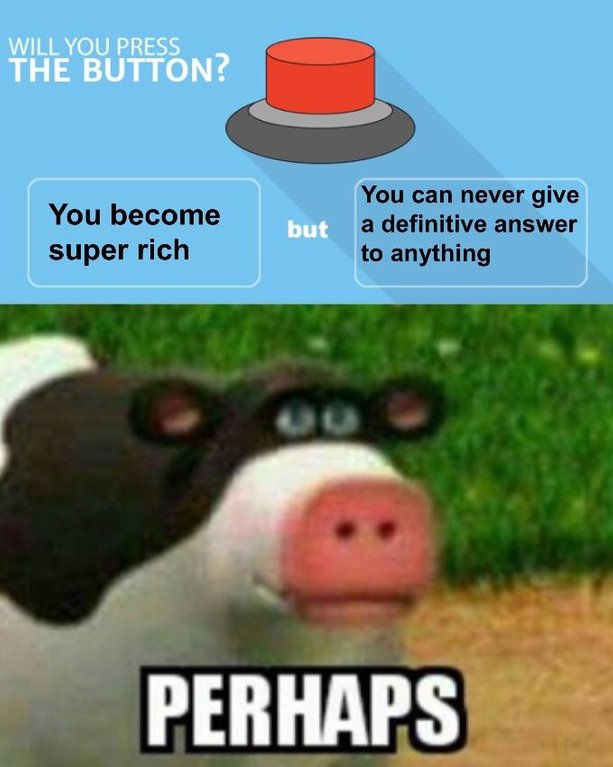 WILL YOU PRESS
THE BUTTON?
You become
super rich
but
You can never give
a definitive answer
to anything
PERHAPS